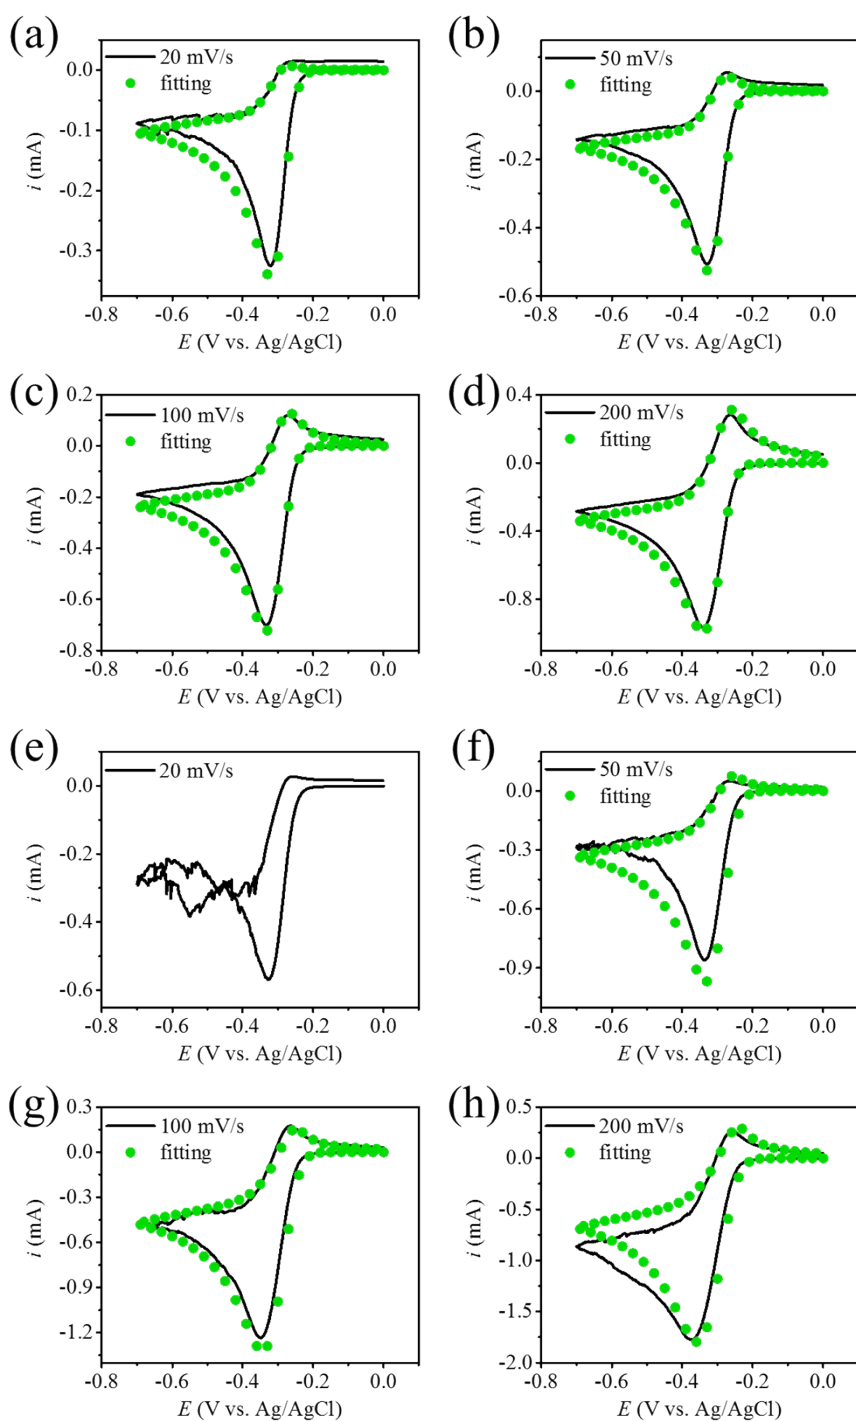 (a)
20 mV/s
fitting
0.0
-0.1
-0.2
-0.3
i (mA)
-0.8 -0.6 -0.4 -0.2 0.0
E (V vs. Ag/AgCl)
(b)
50 mV/s
fitting
0.0
-0.2
-0.4
-0.6
i (mA)
-0.8 -0.6 -0.4 -0.2 0.0
E (V vs. Ag/AgCl)
(c)
100 mV/s
fitting
0.2
0.0
-0.2
-0.4
-0.6
-0.8
i (mA)
-0.8 -0.6 -0.4 -0.2 0.0
E (V vs. Ag/AgCl)
(d)
200 mV/s
fitting
0.4
0.0
-0.4
-0.8
i (mA)
-0.8 -0.6 -0.4 -0.2 0.0
E (V vs. Ag/AgCl)
(e)
20 mV/s
0.0
-0.2
-0.4
-0.6
i (mA)
-0.8 -0.6 -0.4 -0.2 0.0
E (V vs. Ag/AgCl)
(f)
50 mV/s
fitting
0.0
-0.3
-0.6
-0.9
i (mA)
-0.8 -0.6 -0.4 -0.2 0.0
E (V vs. Ag/AgCl)
(g)
100 mV/s
fitting
0.3
0.0
-0.3
-0.6
-0.9
-1.2
i (mA)
-0.8 -0.6 -0.4 -0.2 0.0
E (V vs. Ag/AgCl)
(h)
200 mV/s
fitting
0.5
0.0
-0.5
-1.0
-1.5
-2.0
i (mA)
-0.8 -0.6 -0.4 -0.2 0.0
E (V vs. Ag/AgCl)